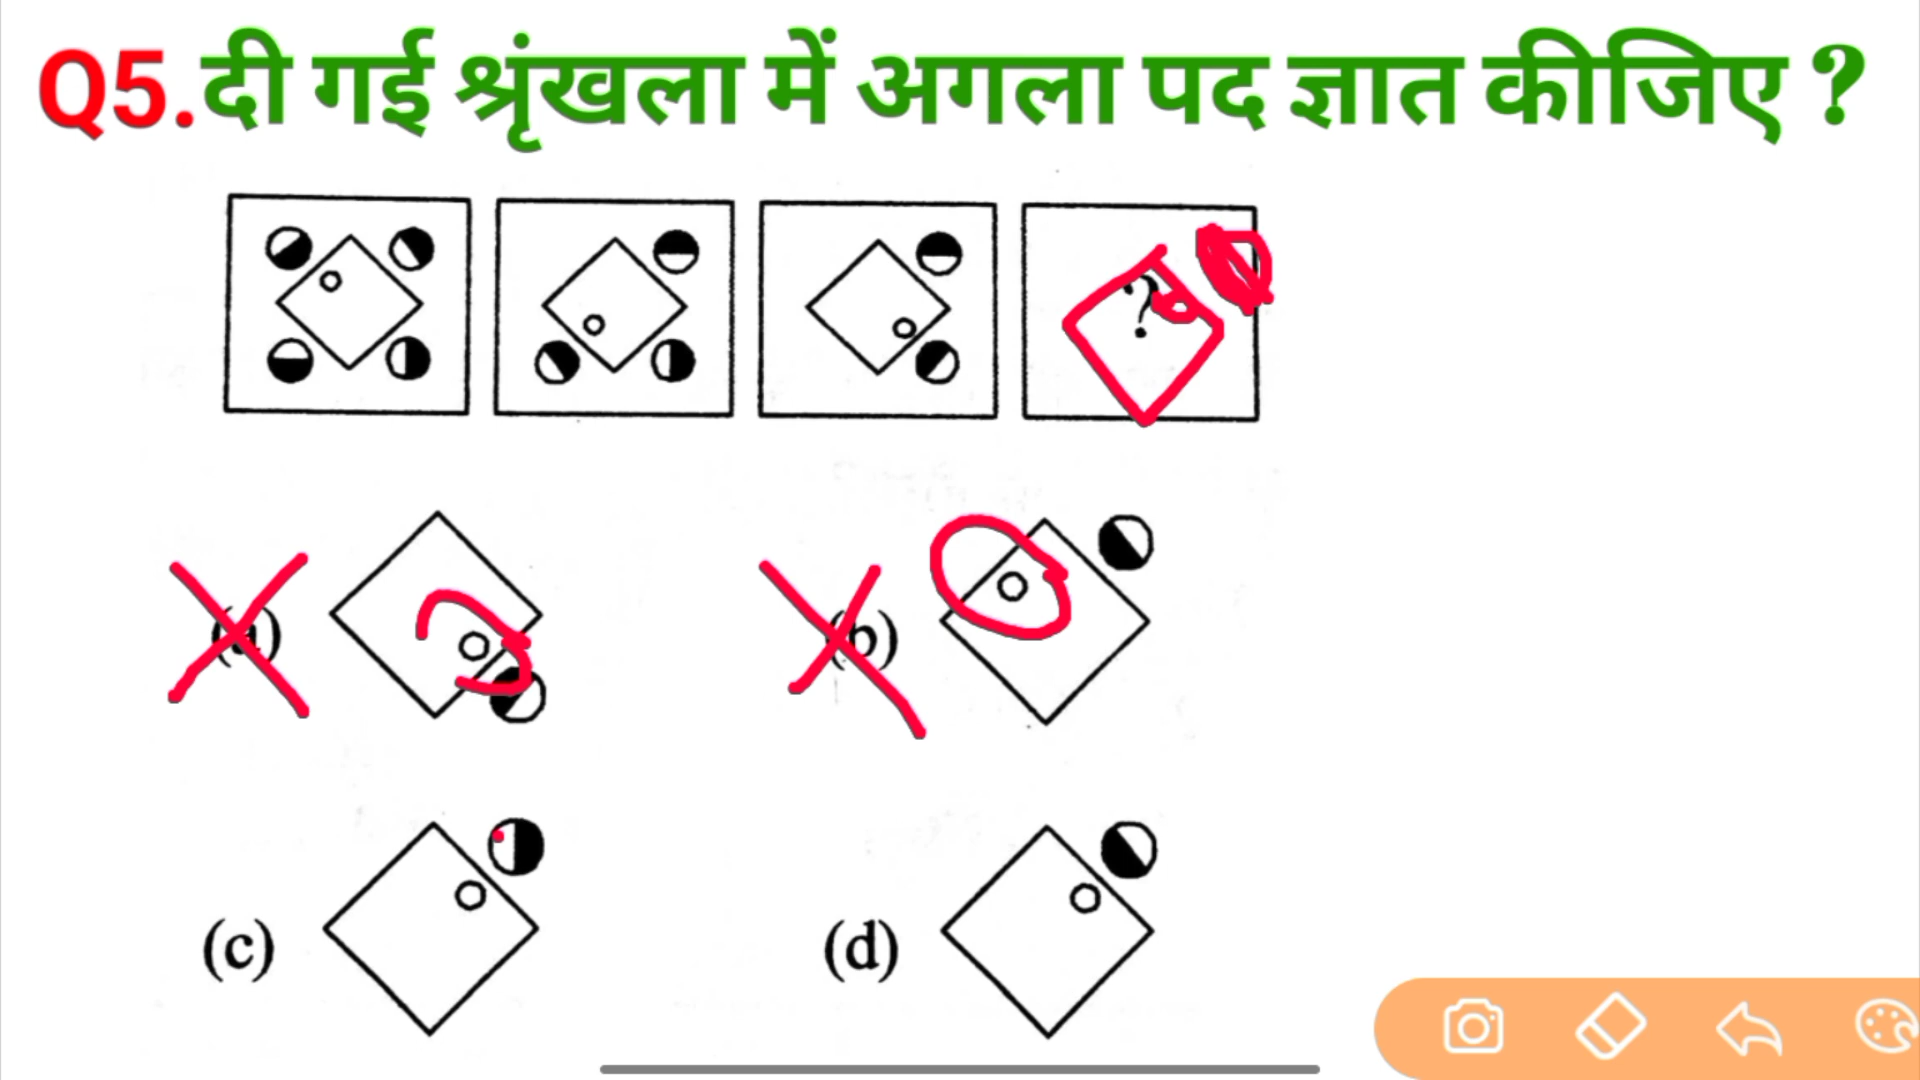 Q5.दी गई श्रृंखला में अगला पद ज्ञात कीजिए ?
?
(a) (b)
(c) (d)